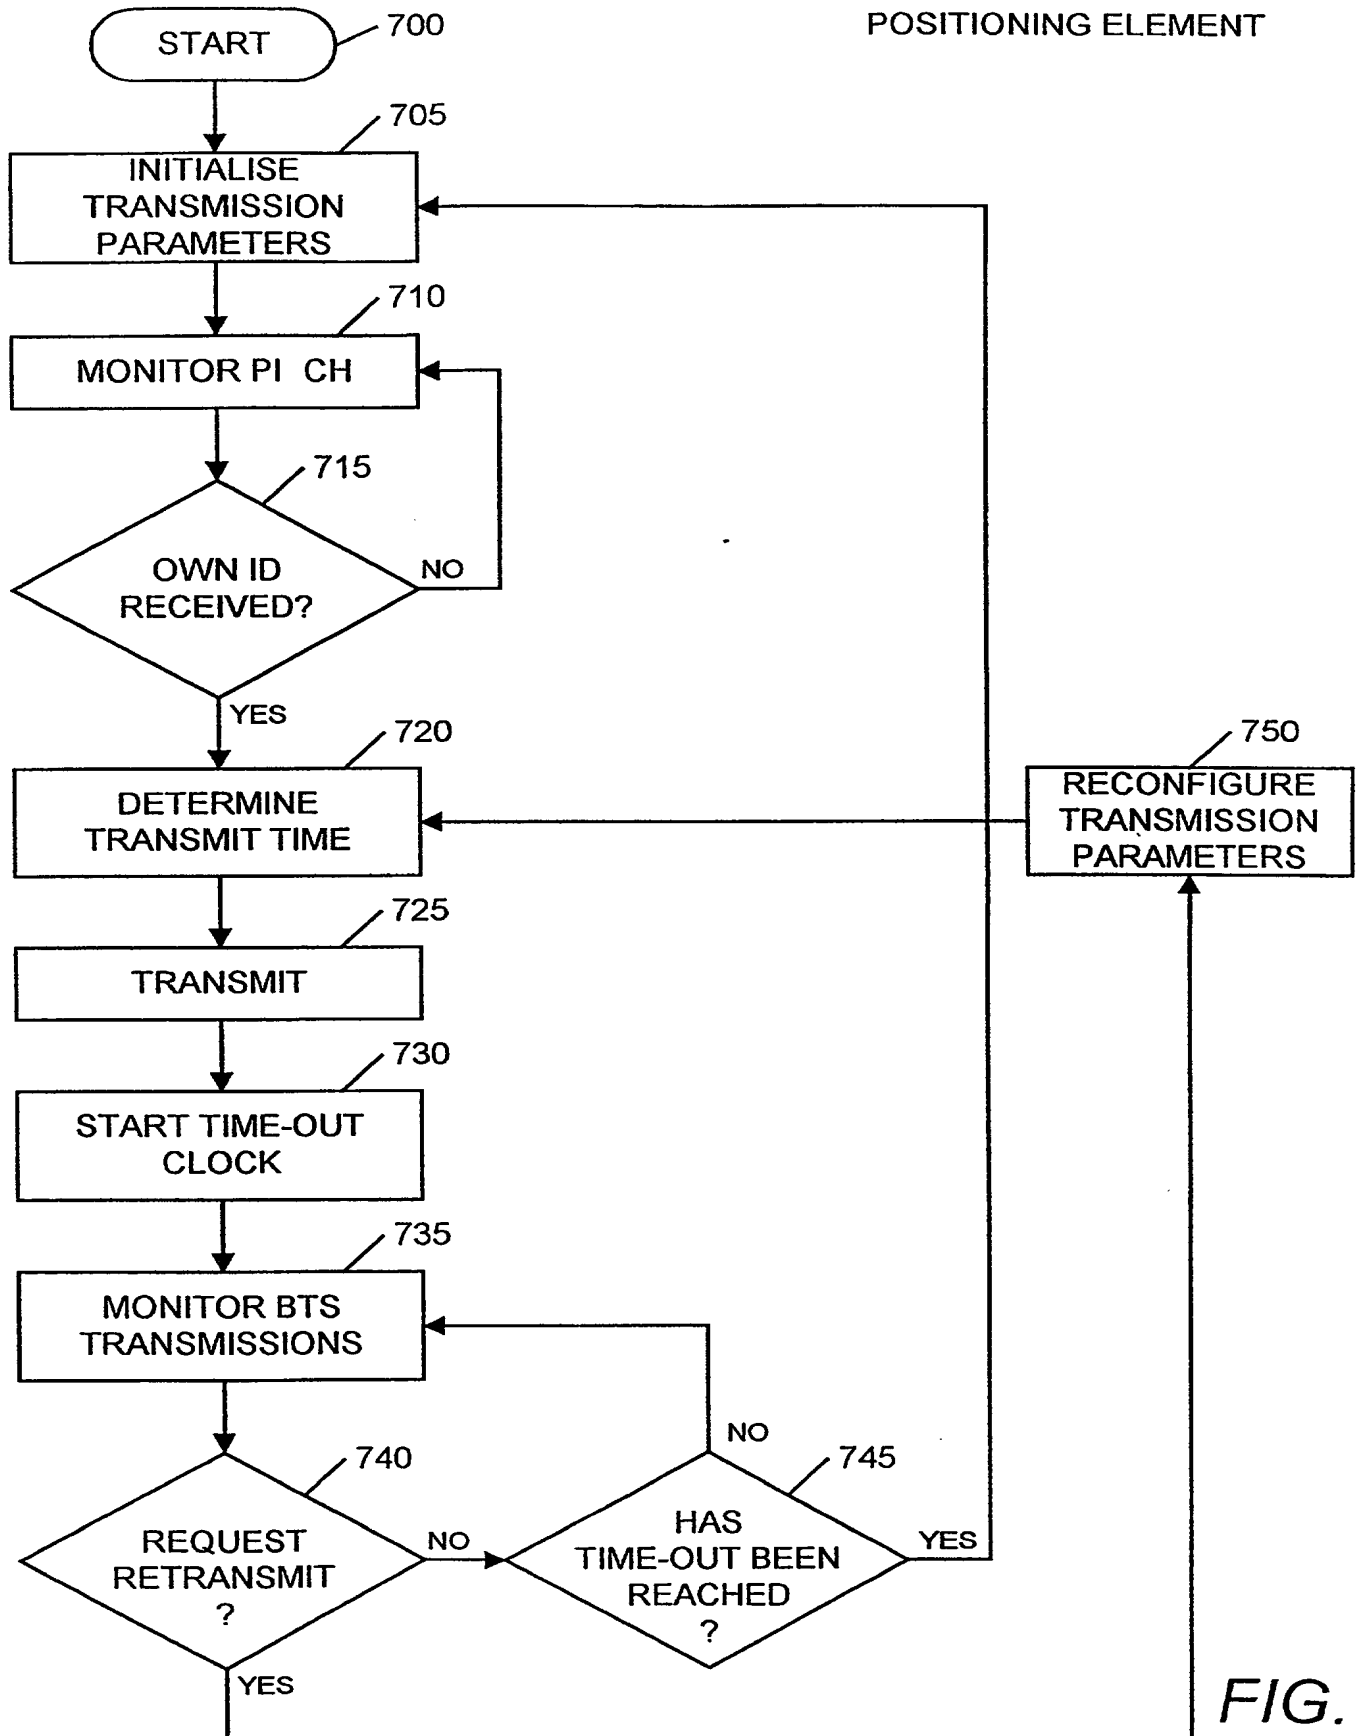 POSITIONING ELEMENT
START
700
705
INITIALISE
TRANSMISSION
PARAMETERS
710
MONITOR PI CH
715
OWN ID
RECEIVED?
NO
YES
720
DETERMINE
TRANSMIT TIME
750
RECONFIGURE
TRANSMISSION
PARAMETERS
725
TRANSMIT
730
START TIME-OUT
CLOCK
735
MONITOR BTS
TRANSMISSIONS
740
REQUEST
RETRANSMIT
?
NO
YES
745
HAS
TIME-OUT BEEN
REACHED
?
NO
YES
FIG.